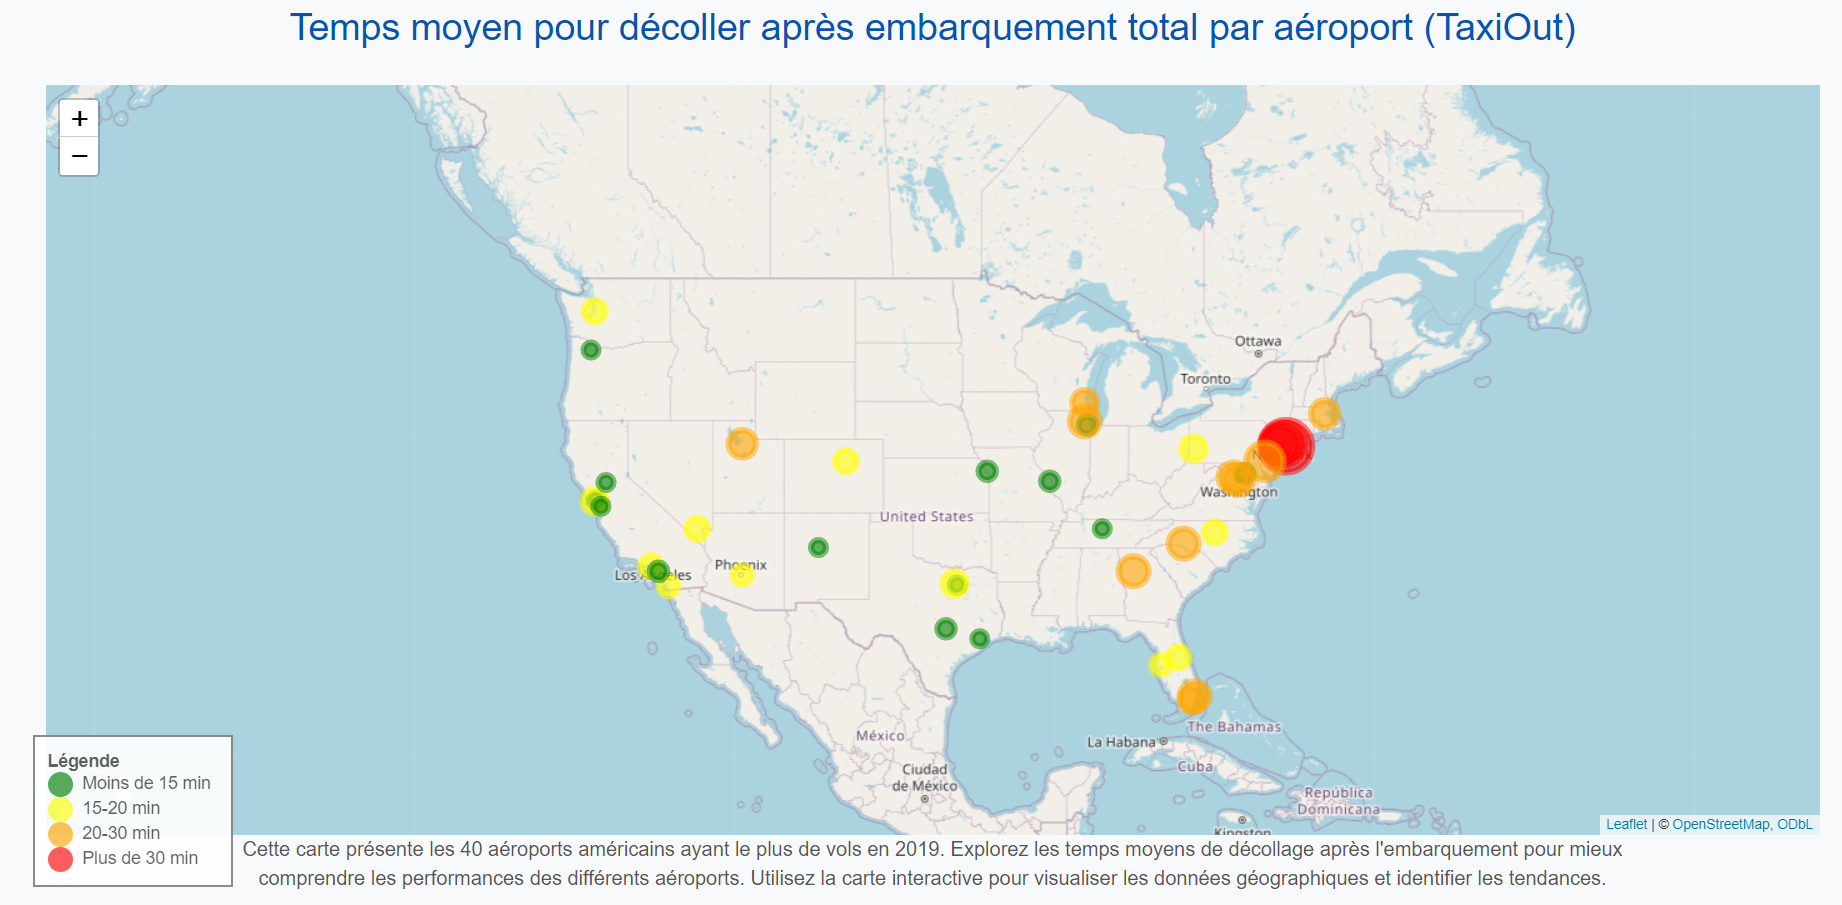 Temps moyen pour décoller après embarquement total par aéroport (TaxiOut)
+
−
Ottawa
Toronto
Washington
United States
Phoenix
Los
México
Ciudad
de México
The Bahamas
La Habana
Cuba
República
Dominicana
Kingston
Leaflet | © OpenStreetMap, ODbL
Légende
Moins de 15 min
15-20 min
20-30 min
Plus de 30 min
Cette carte présente les 40 aéroports américains ayant le plus de vols en 2019. Explorez les temps moyens de décollage après l'embarquement pour mieux
comprendre les performances des différents aéroports. Utilisez la carte interactive pour visualiser les données géographiques et identifier les tendances.